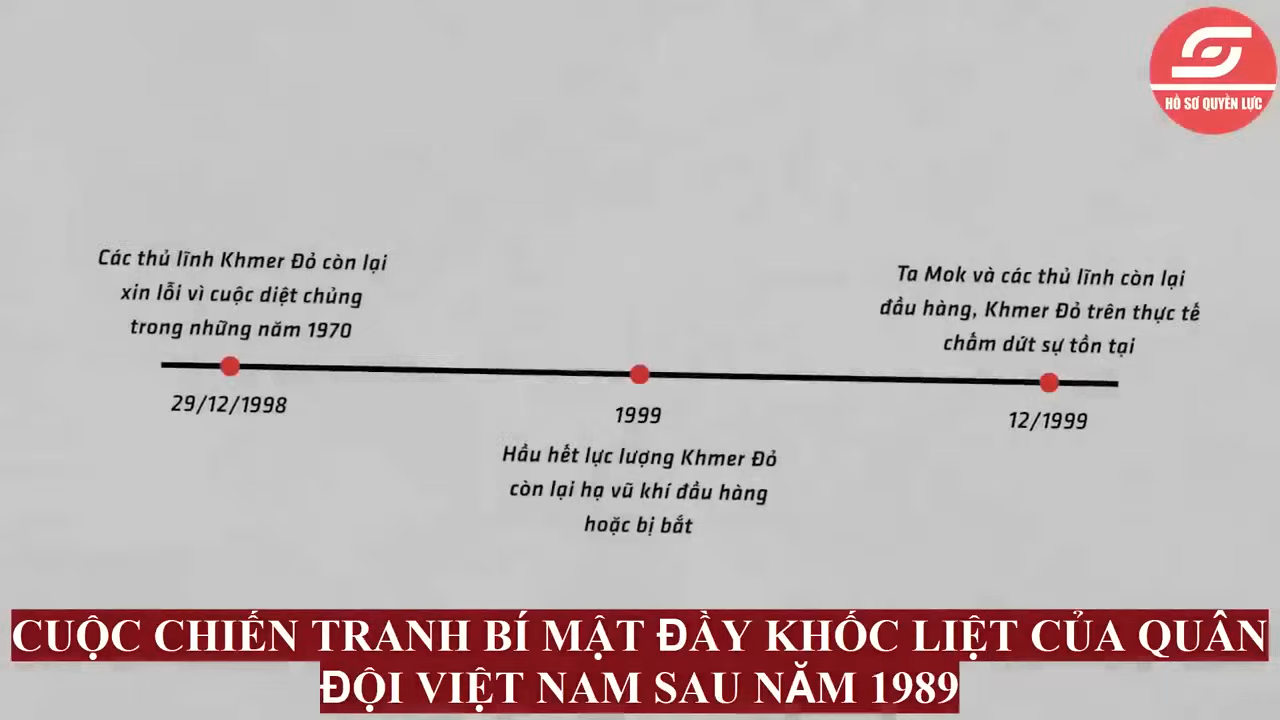 HỒ SƠ QUYỀN LỰC
Các thủ lĩnh Khmer Đỏ còn lại
xin lỗi vì cuộc diệt chủng
trong những năm 1970
29/12/1998
1999
Hầu hết lực lượng Khmer Đỏ
còn lại hạ vũ khí đầu hàng
hoặc bị bắt
Ta Mok và các thủ lĩnh còn lại
đầu hàng, Khmer Đỏ trên thực tế
chấm dứt sự tồn tại
12/1999
CUỘC CHIẾN TRANH BÍ MẬT ĐẦY KHỐC LIỆT CỦA QUÂN
ĐỘI VIỆT NAM SAU NĂM 1989